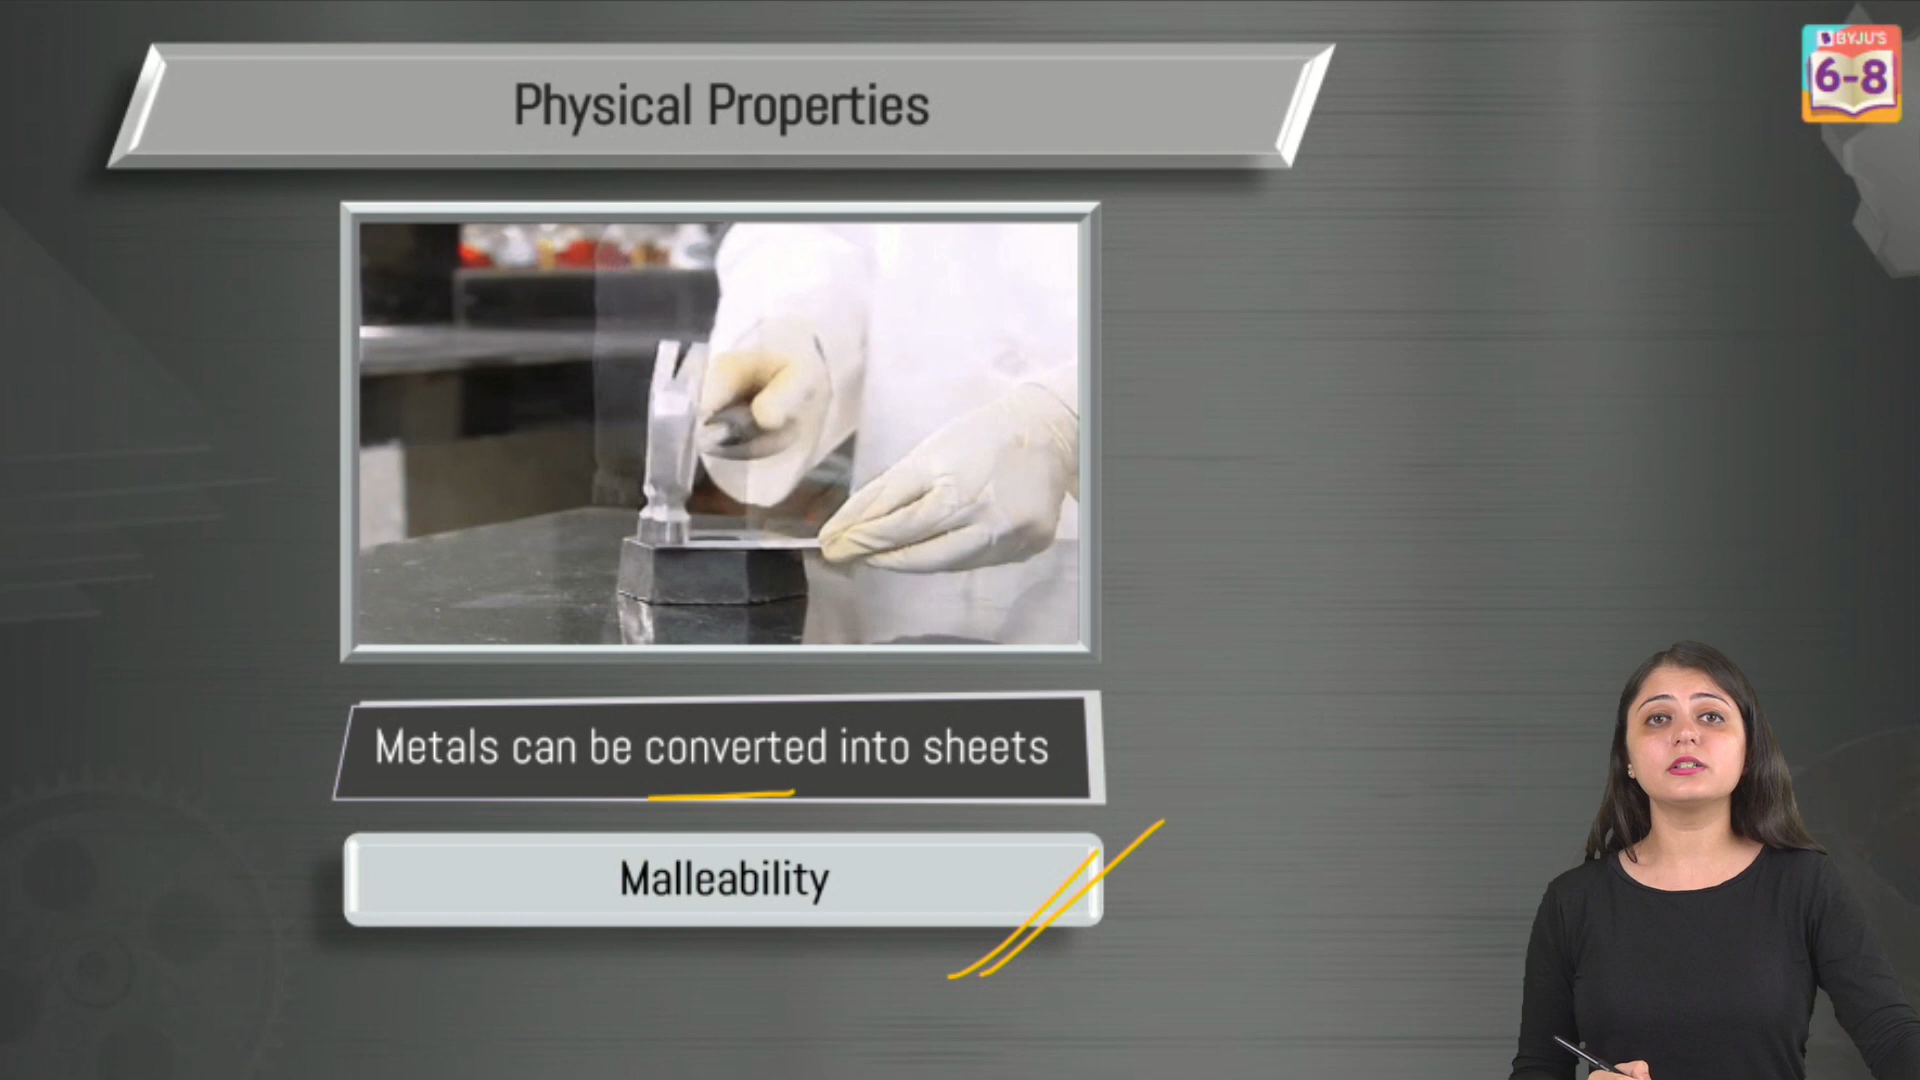 Physical Properties
BYJU'S
6-8
Metals can be converted into sheets
Malleability